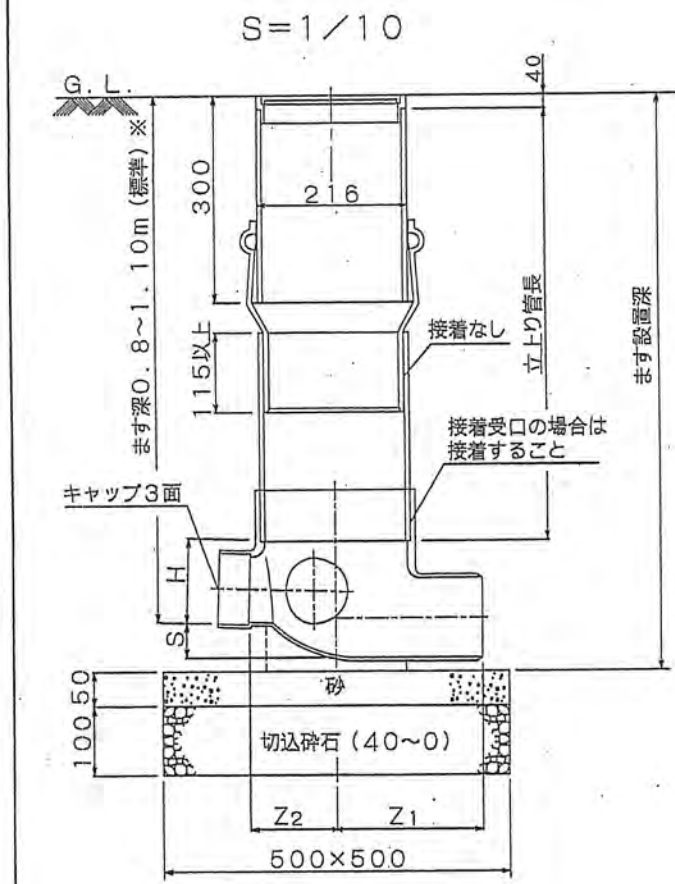 S=1/10
G.L.
40
ます深0.8~1.10m(標準)※
300
216
立上り管長
ます設置深
115以上
接着なし
接着受口の場合は
接着すること
キャップ3面
H
S
砂
50
切込砕石(40~0)
100
Z2
Z1
500×500